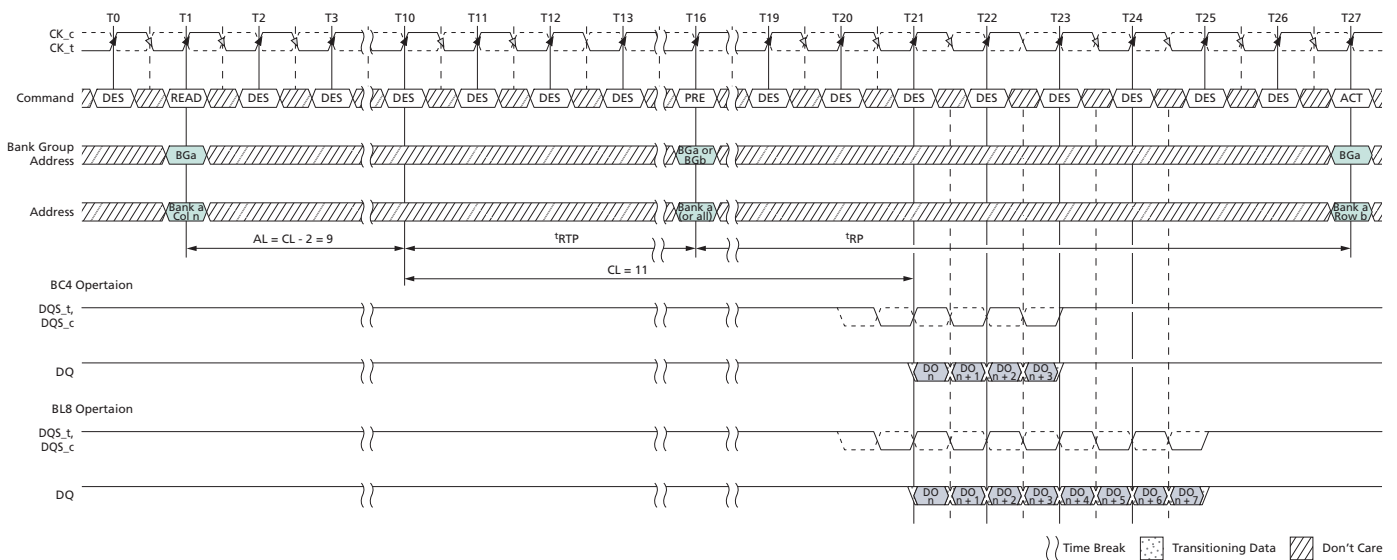 T0 T1 T2 T3 T10 T11 T12 T13 T16 T19 T20 T21 T22 T23 T24 T25 T26 T27
CK_c
CK_t
Command DES READ DES DES DES DES DES DES PRE DES DES DES DES DES DES DES DES ACT
Bank Group
Address
BGa
BGa or
BGb
BGa
Address
Bank a
Col n
Bank a
(or all)
Bank a
Row b
AL = CL - 2 = 9
tRTP
tRP
CL = 11
BC4 Opertaion
DQS_t,
DQS_c
DQ
DO
n
DO
n + 1
DO
n + 2
DO
n + 3
BL8 Opertaion
DQS_t,
DQS_c
DQ
DO
n
DO
n + 1
DO
n + 2
DO
n + 3
DO
n + 4
DO
n + 5
DO
n + 6
DO
n + 7
Time Break Transitioning Data Don't Care